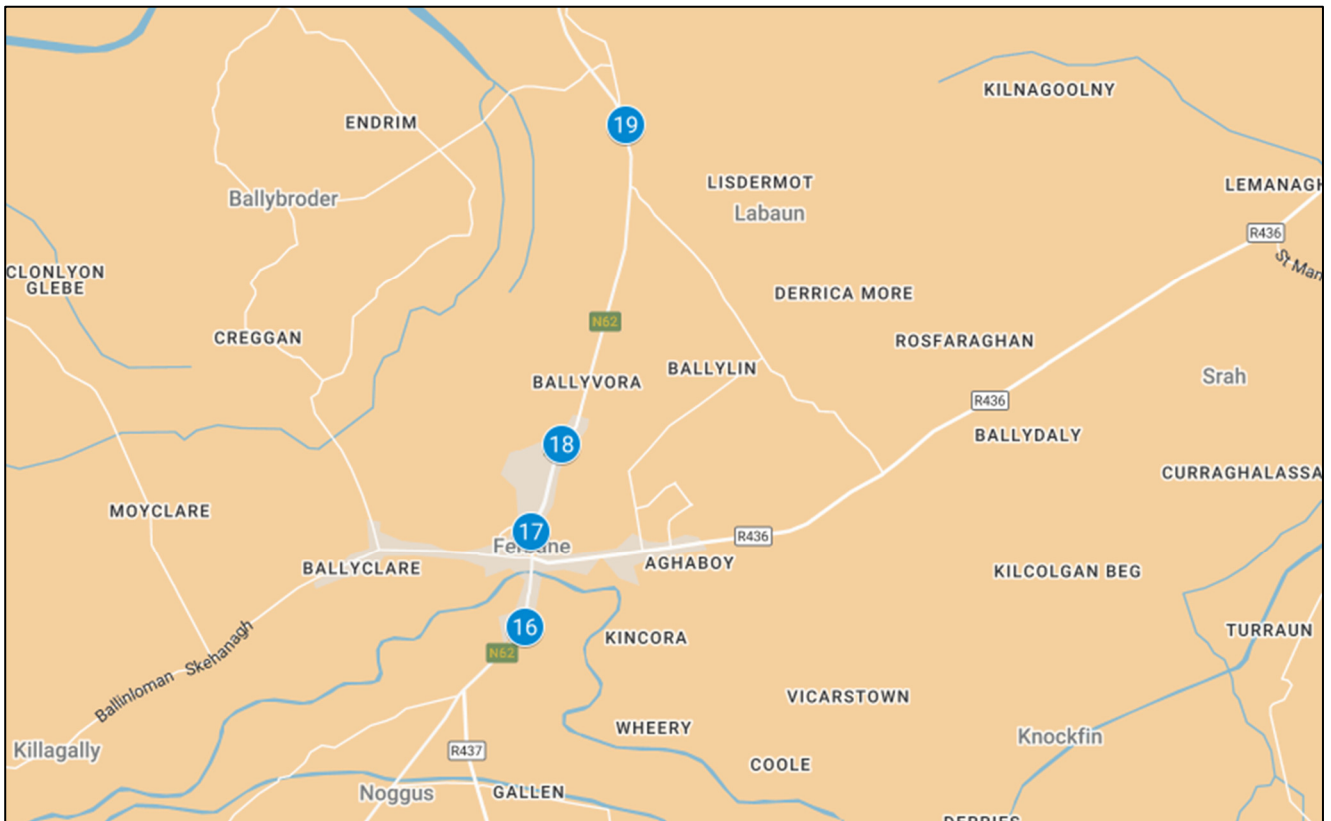 KILNAGOOLNY
ENDRIM
19
LISDERMOT
LEMANAGH
Ballybroder
Labaun
R436
St Man
CLONLYON
GLEBE
DERRICA MORE
N62
CREGGAN
ROSFARAGHAN
BALLYVORA
BALLYLIN
Srah
R436
BALLYDALY
18
CURRAGHALASSA
MOYCLARE
17
R436
Ferbane
BALLYCLARE
AGHABOY
KILCOLGAN BEG
16
KINCORA
TURRAUN
N62
Ballinloman Skehanagh
VICARSTOWN
WHEERY
Knockfin
Killagally
R437
COOLE
Noggus
GALLEN
DERRIES